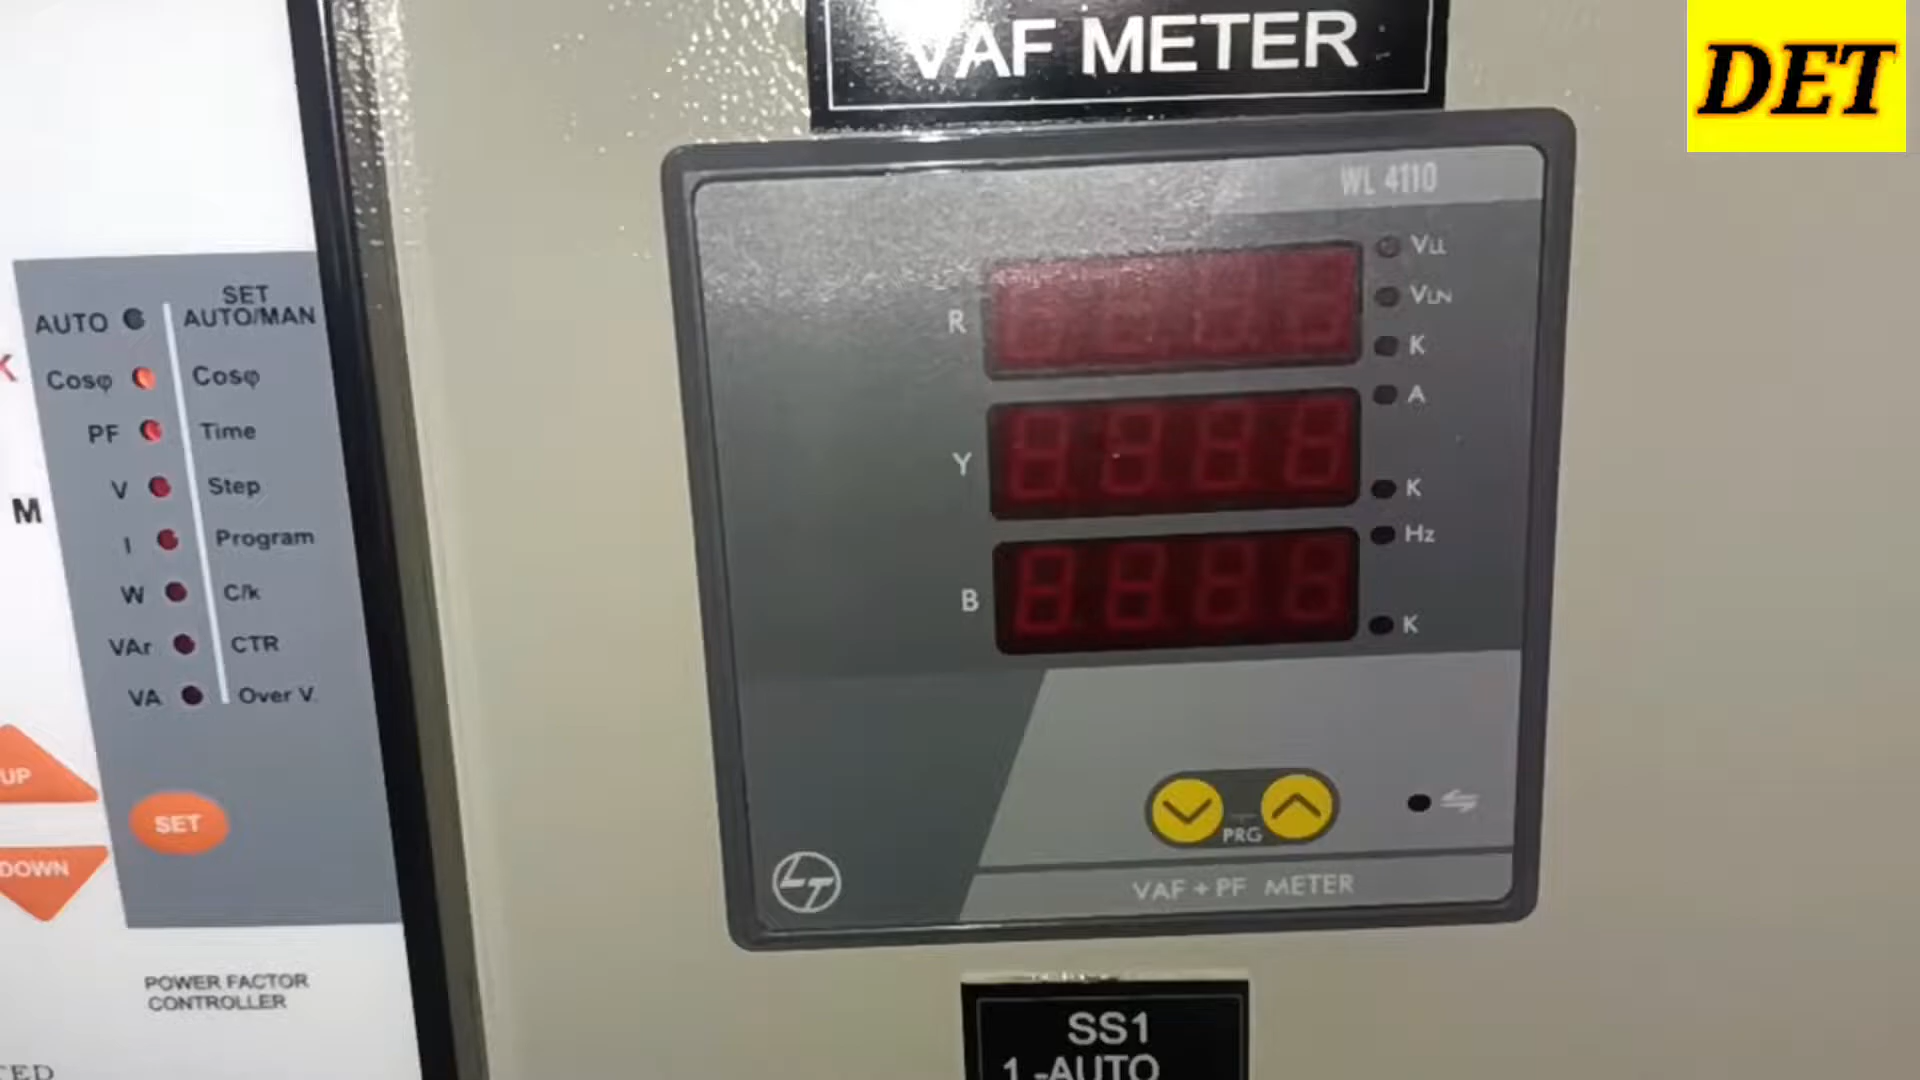 VAF METER
DET
WL 4110
VLL
VLN
R
K
A
Y
K
Hz
B
K
PRG
VAF + PF METER
LT
SS1
1 -AUTO
SET
AUTO/MAN
AUTO
Cosφ
Cosφ
PF
Time
V
Step
M
I
Program
W
C/k
VAr
CTR
VA
Over V.
UP
SET
DOWN
POWER FACTOR
CONTROLLER